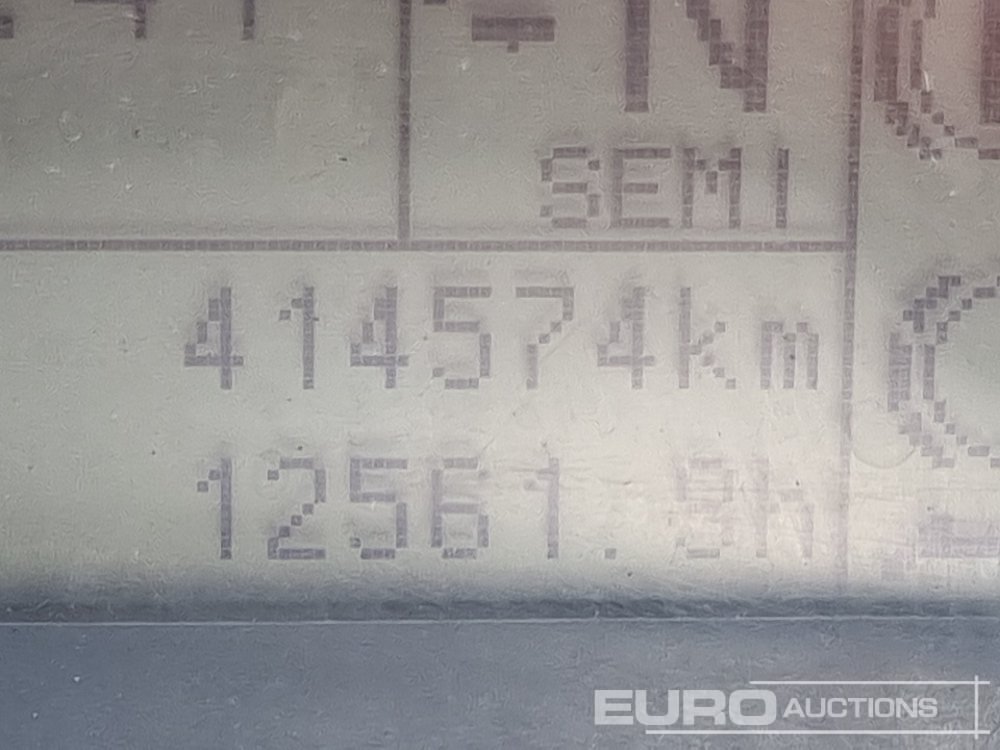 -N
SEMI
414574km
12561.9h
EURO AUCTIONS